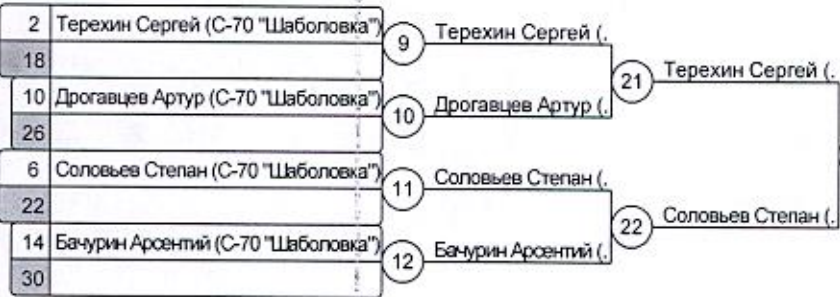 2 Терехин Сергей (С-70 "Шаболовка")
18
9
Терехин Сергей (.
10 Дрогавцев Артур (С-70 "Шаболовка")
26
10
Дрогавцев Артур (.
21
Терехин Сергей (.
6 Соловьев Степан (С-70 "Шаболовка")
22
11
Соловьев Степан (.
14 Бачурин Арсентий (С-70 "Шаболовка")
30
12
Бачурин Арсентий (.
22
Соловьев Степан (.